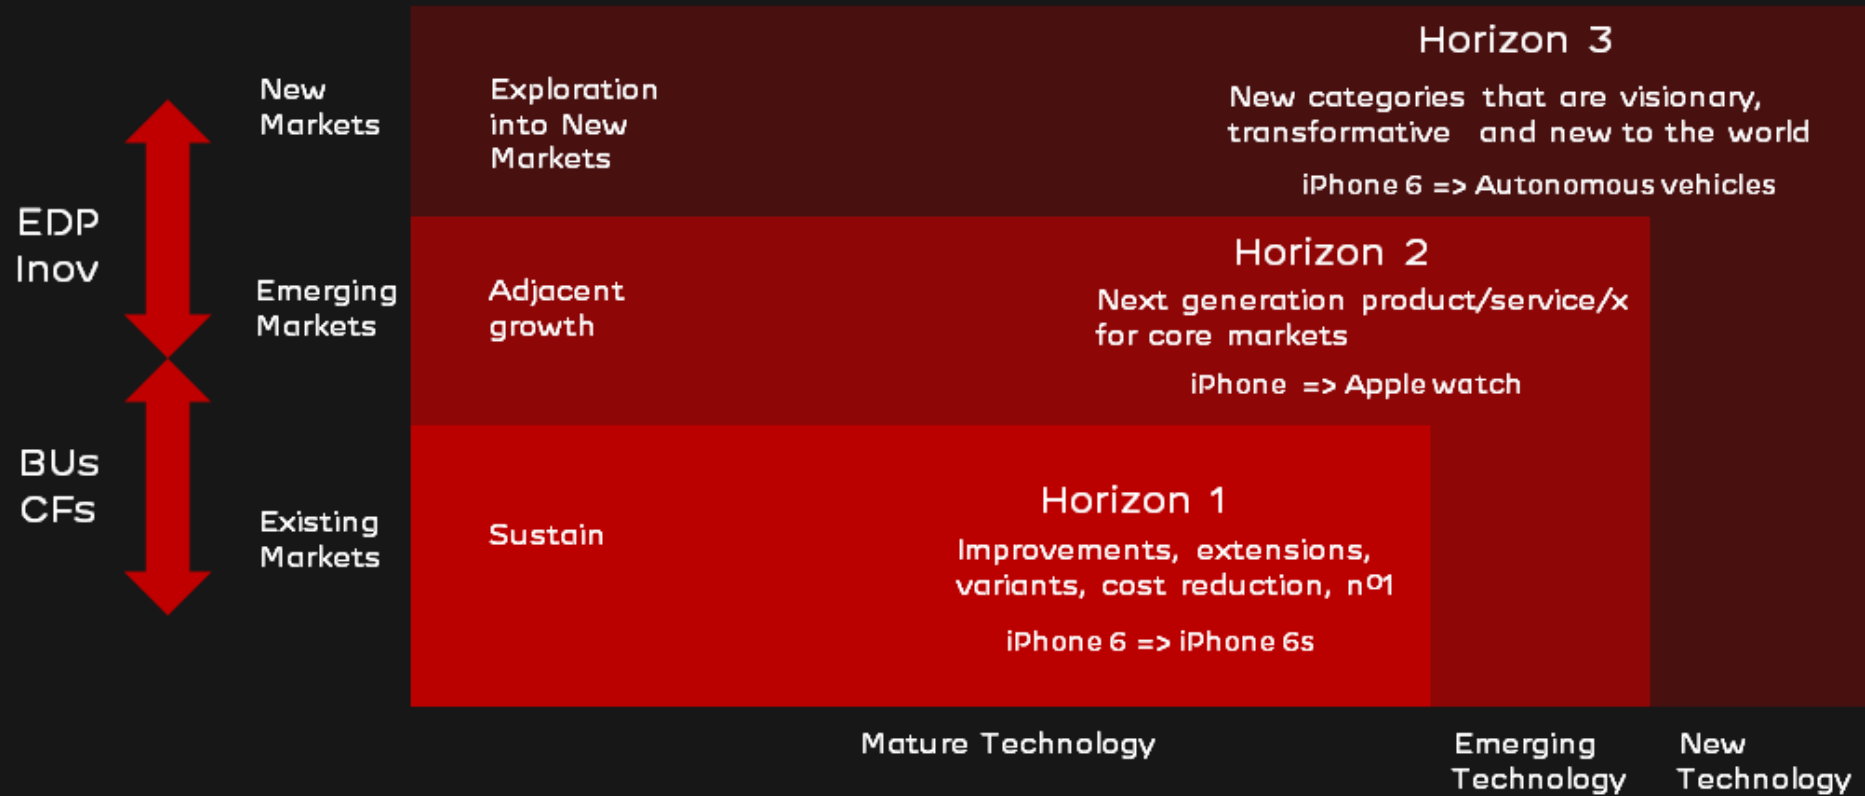 Horizon 3
New
Markets
Exploration
into New
Markets
New categories that are visionary,
transformative and new to the world
iPhone 6 => Autonomous vehicles
EDP
Inov
Horizon 2
Emerging
Markets
Adjacent
growth
Next generation product/service/x
for core markets
iPhone => Apple watch
BUs
CFs
Horizon 1
Existing
Markets
Sustain
Improvements, extensions,
variants, cost reduction, nº1
iPhone 6 => iPhone 6s
Mature Technology
Emerging
Technology
New
Technology